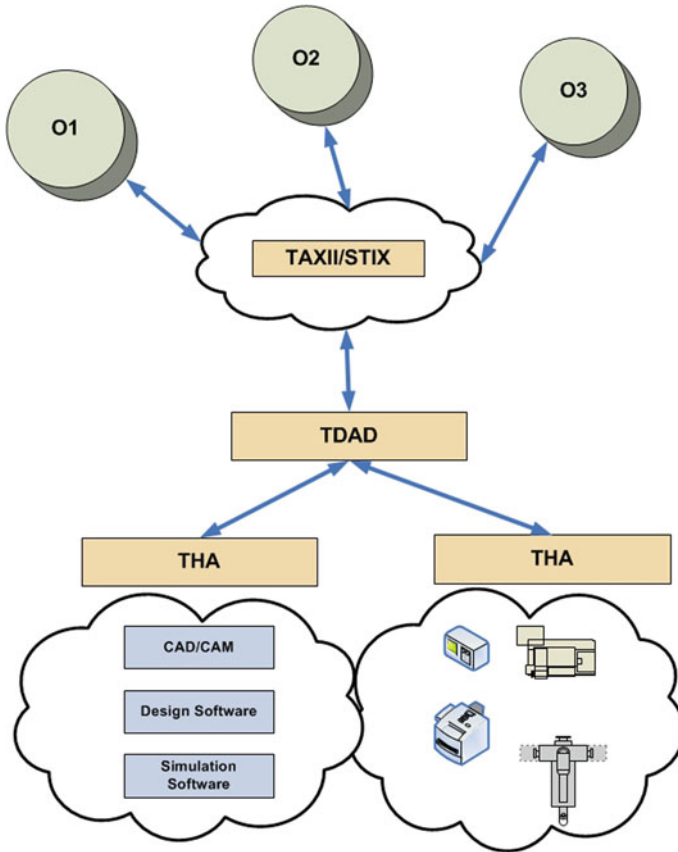 O1
O2
O3
TAXII/STIX
TDAD
THA
THA
CAD/CAM
Design Software
Simulation
Software